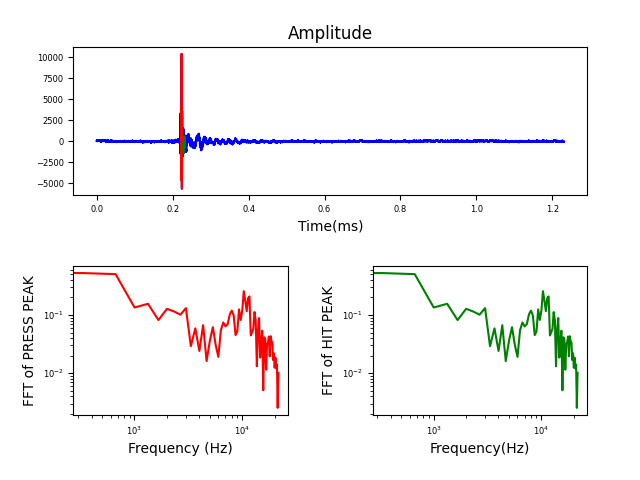 Amplitude
10000
7500
5000
2500
0
−2500
−5000
0.0 0.2 0.4 0.6 0.8 1.0 1.2
Time(ms)
FFT of PRESS PEAK
10⁻¹
10⁻²
10³ 10⁴
Frequency (Hz)
FFT of HIT PEAK
10⁻¹
10⁻²
10³ 10⁴
Frequency(Hz)